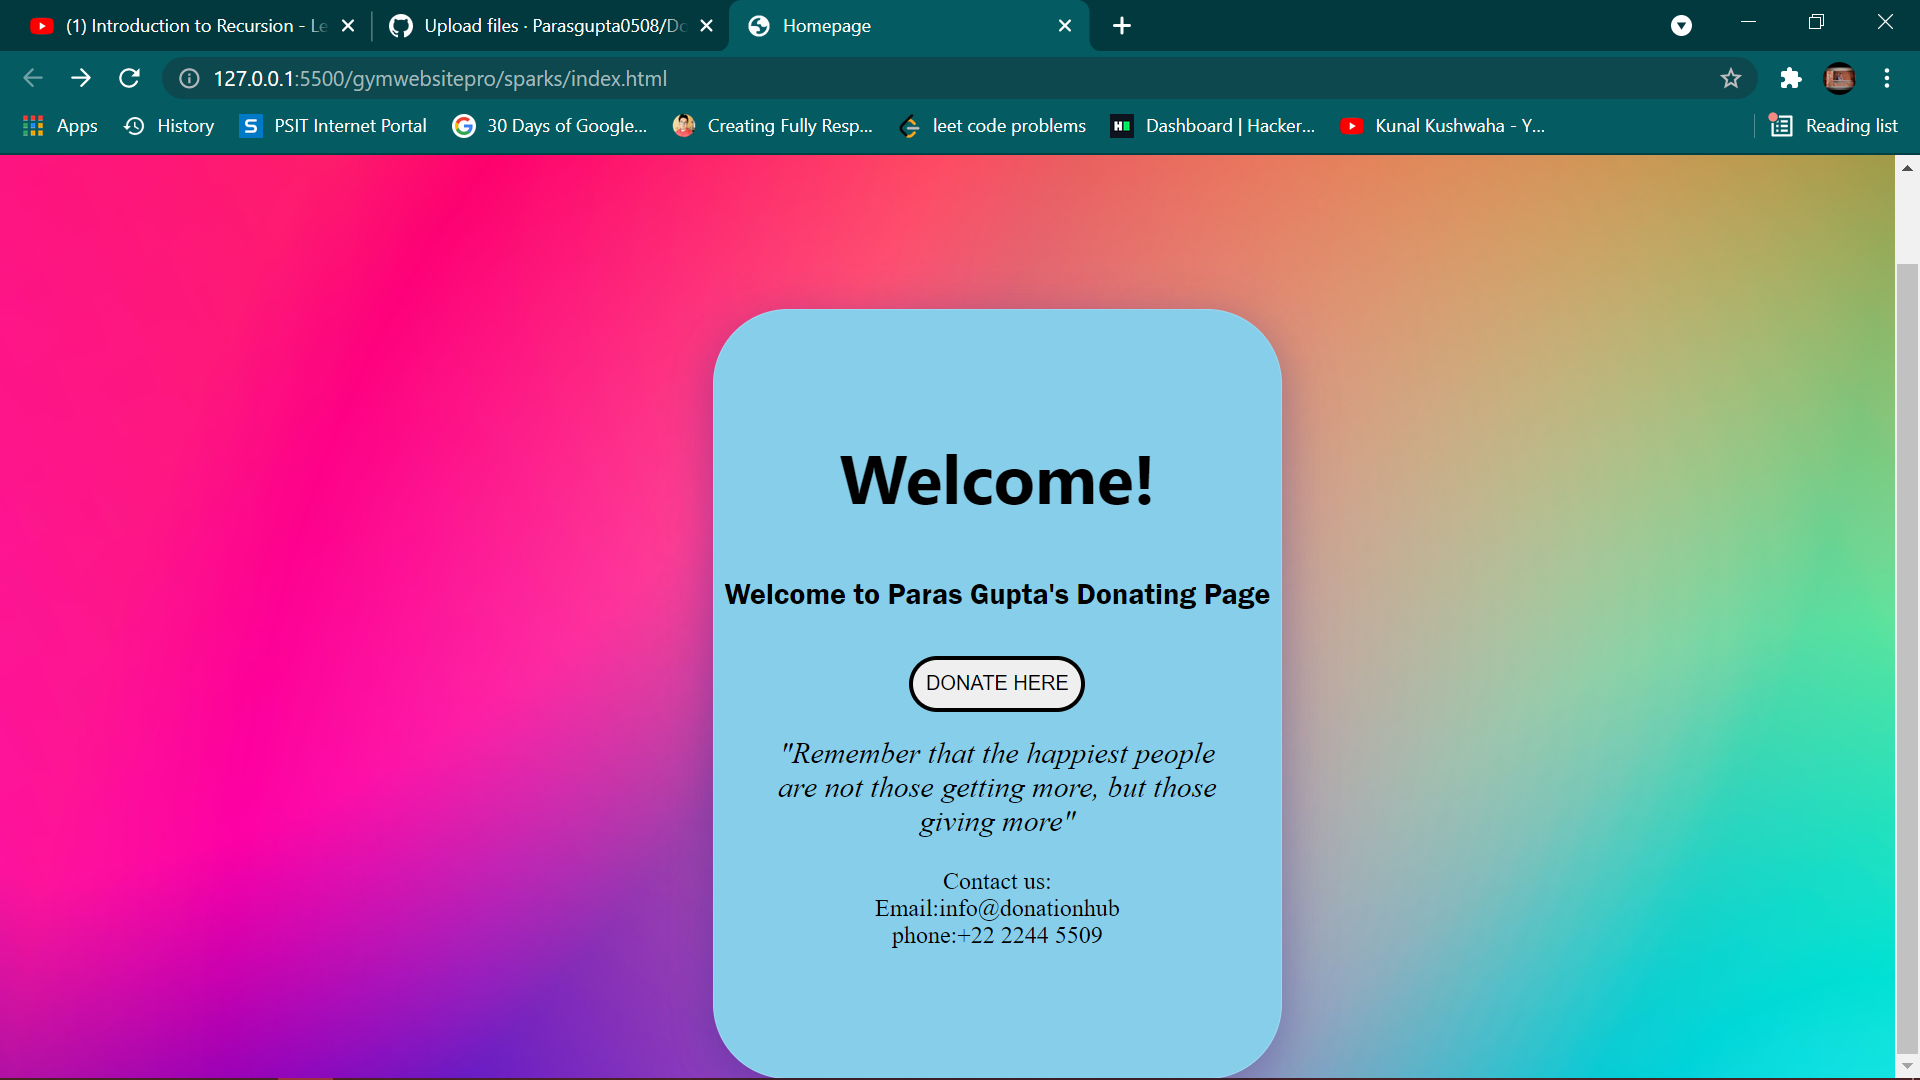 (1) Introduction to Recursion - Le
Upload files · Parasgupta0508/Do
Homepage
127.0.0.1:5500/gymwebsitepro/sparks/index.html
Apps
History
S
PSIT Internet Portal
G
30 Days of Google...
Creating Fully Resp...
leet code problems
Dashboard | Hacker...
Kunal Kushwaha - Y...
Reading list
Welcome!
Welcome to Paras Gupta's Donating Page
DONATE HERE
"Remember that the happiest people
are not those getting more, but those
giving more"
Contact us:
Email:info@donationhub
phone:+22 2244 5509